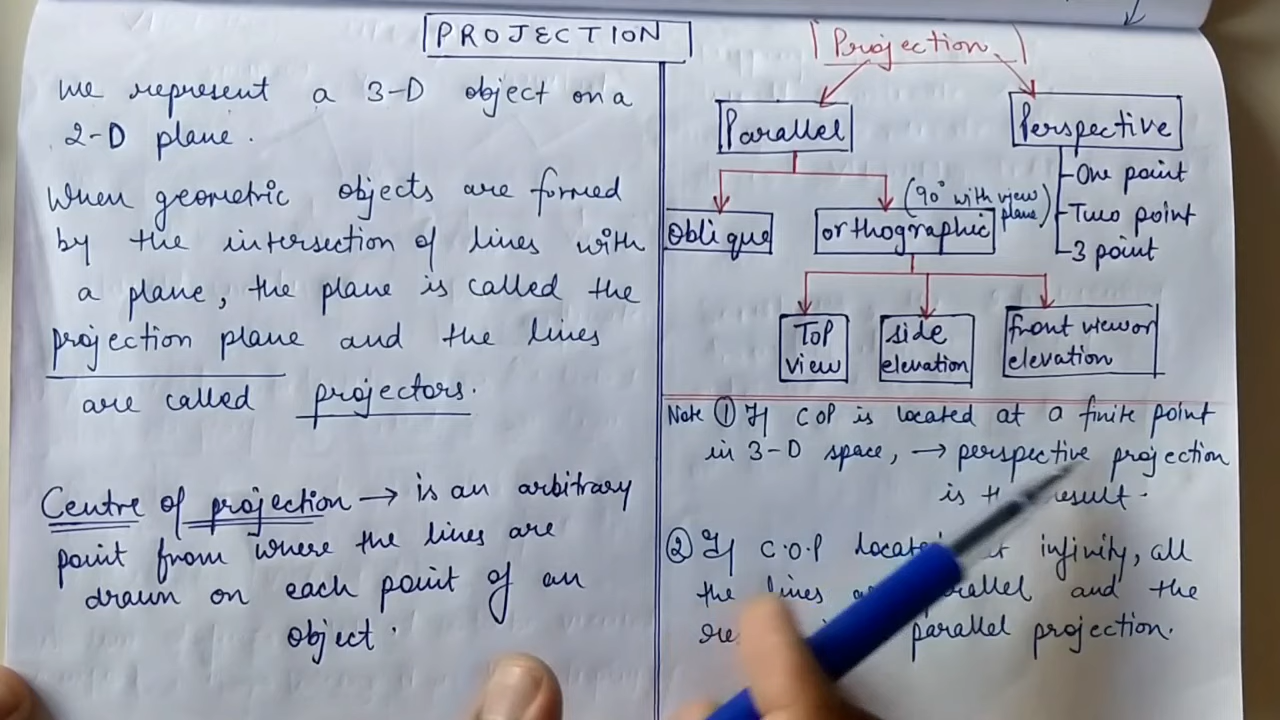 PROJECTION
we represent a 3-D object on a
2-D plane.
When geometric objects are formed
by the intersection of lines with
a plane, the plane is called the
projection plane and the lines
are called projectors.
Centre of projection → is an arbitrary
point from where the lines are
drawn on each point of an
object.
Projection
Parallel
Perspective
One point
Two point
3 point
oblique
orthographic
(90° with view
plane)
Top
view
side
elevation
front view or
elevation
Note ① If COP is located at a finite point
in 3-D space, → perspective projection
is
② If C.O.P infinity, all
the lines and the
parallel projection.